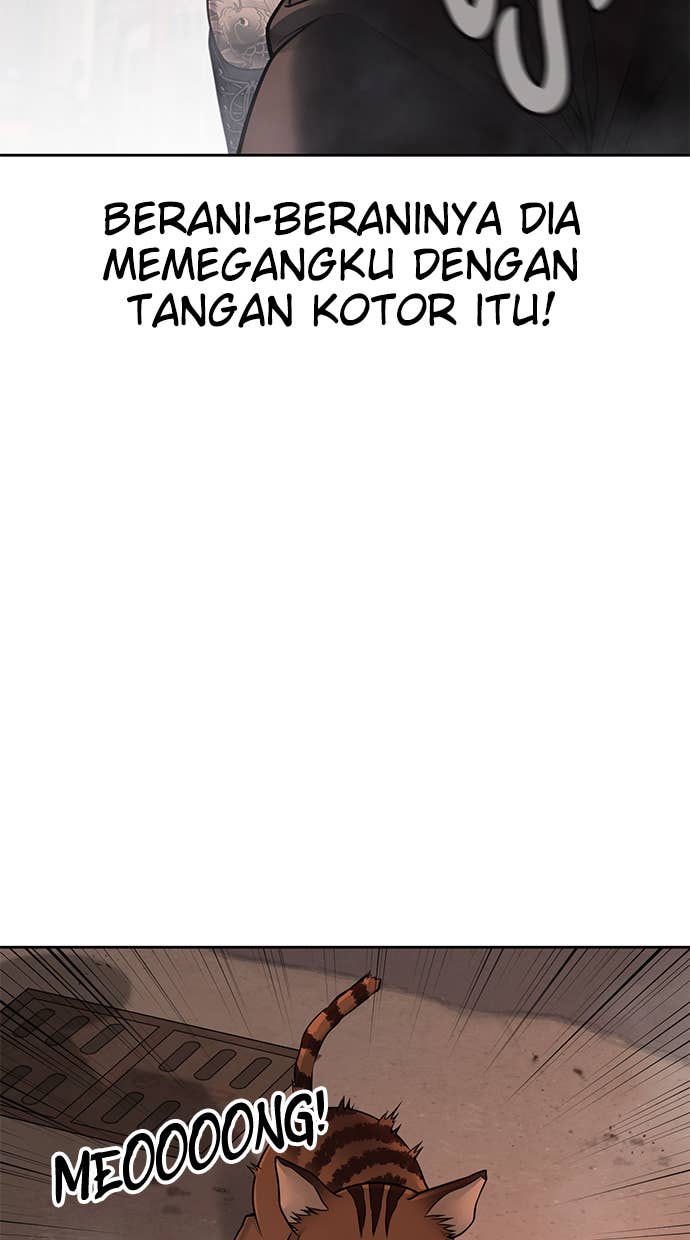 BERANI-BERANINYA DIA
MEMEGANGKU DENGAN
TANGAN KOTOR ITU!
MEOOOONG!